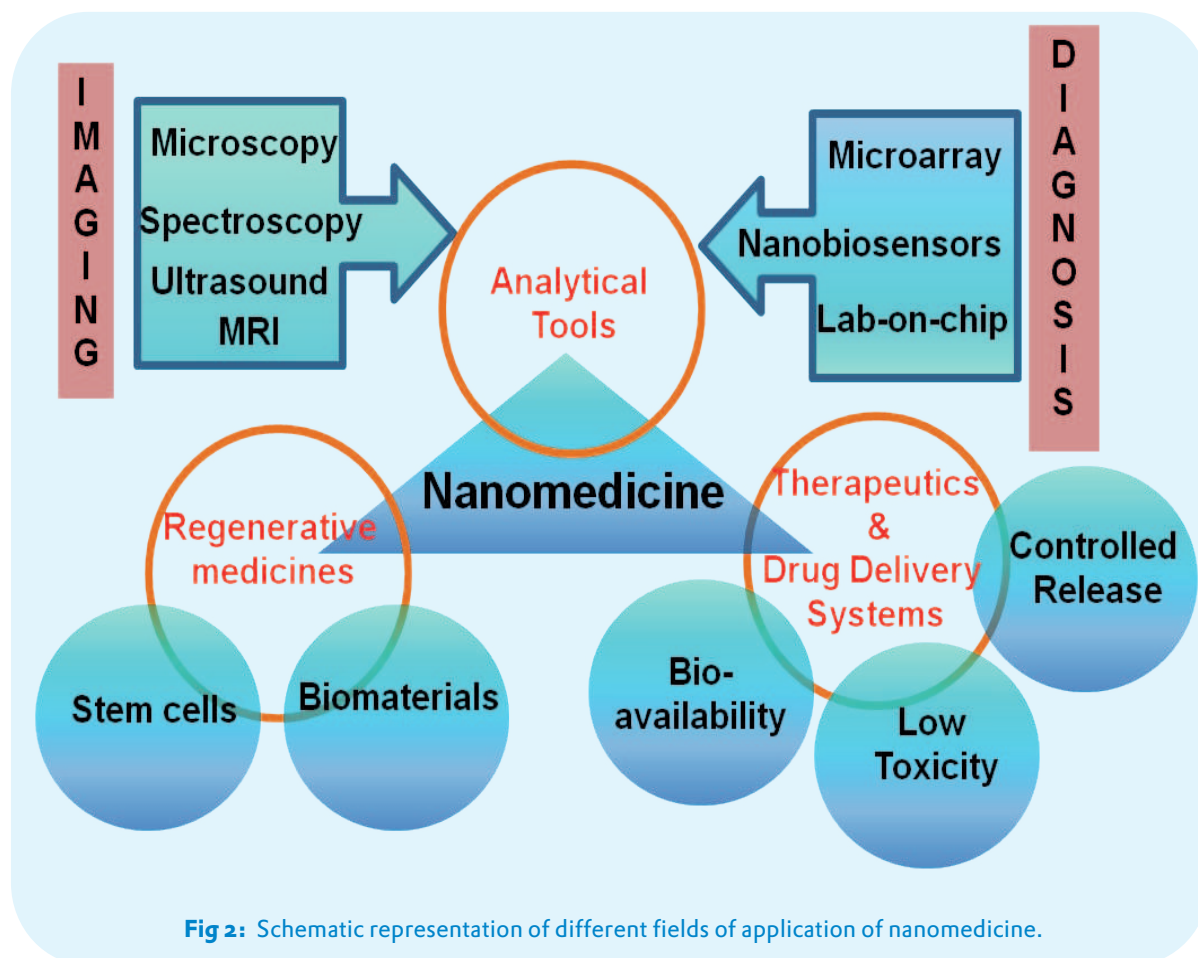 IMAGING
Microscopy
Spectroscopy
Ultrasound
MRI
DIAGNOSIS
Microarray
Nanobiosensors
Lab-on-chip
Analytical
Tools
Nanomedicine
Regenerative
medicines
Stem cells
Biomaterials
Therapeutics
&
Drug Delivery
Systems
Bio-
availability
Low
Toxicity
Controlled
Release
Fig 2: Schematic representation of different fields of application of nanomedicine.